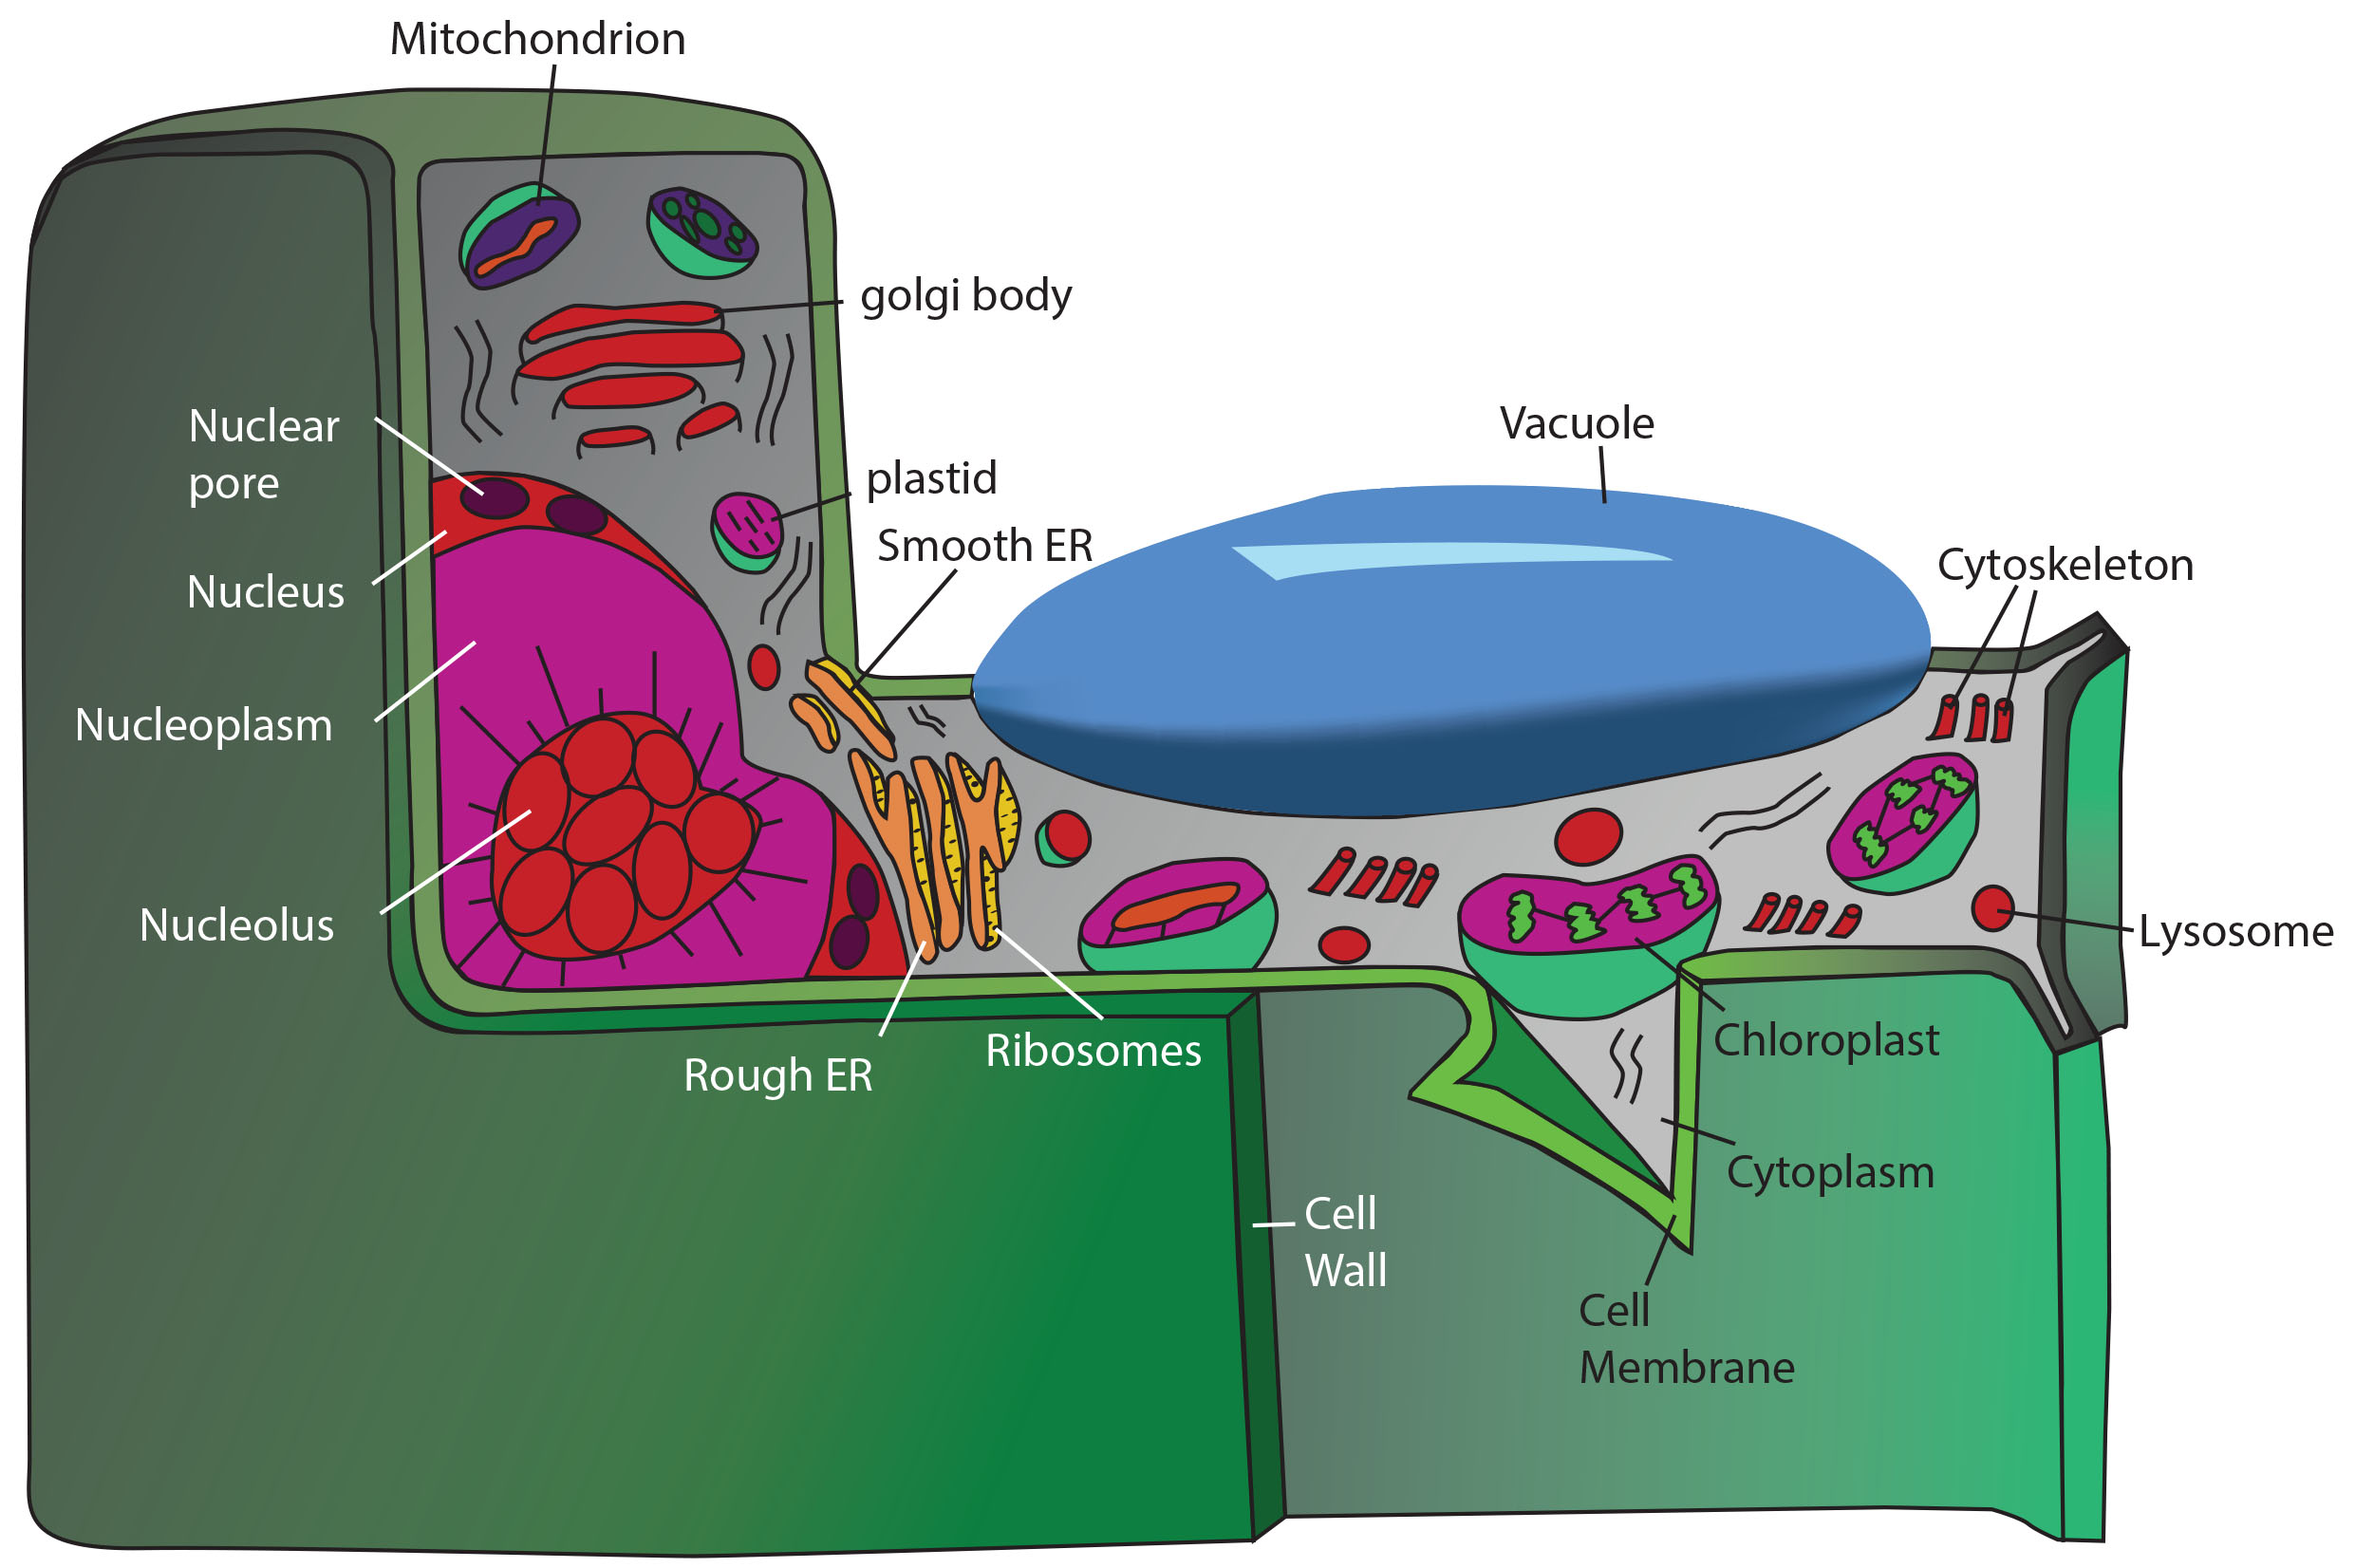 Mitochondrion
golgi body
Nuclear
pore
plastid
Smooth ER
Vacuole
Cytoskeleton
Nucleus
Nucleoplasm
Nucleolus
Lysosome
Rough ER
Ribosomes
Chloroplast
Cytoplasm
Cell
Wall
Cell
Membrane